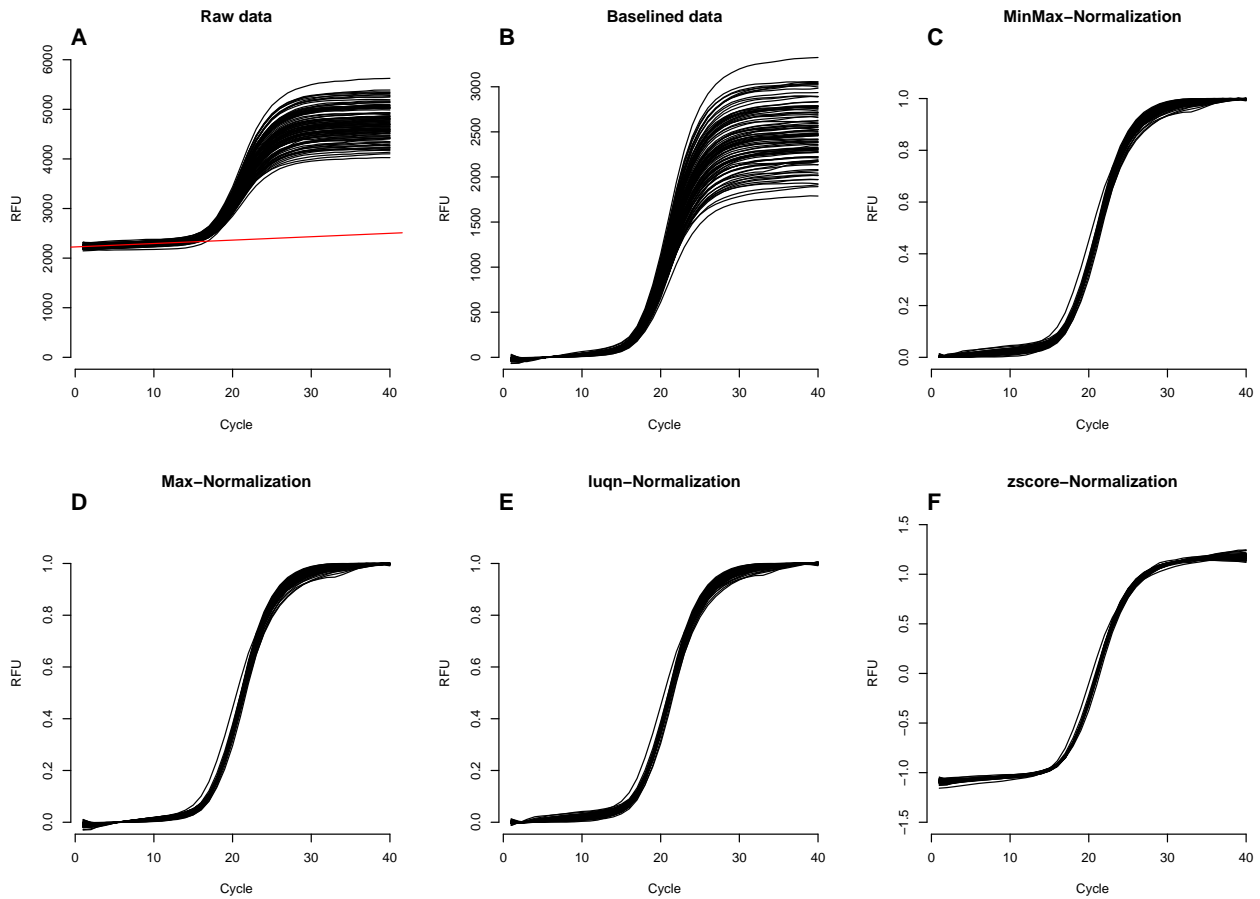 Raw data
A
RFU
0
1000
2000
3000
4000
5000
6000
0
10
20
30
40
Cycle
Baselined data
B
RFU
0
500
1000
1500
2000
2500
3000
0
10
20
30
40
Cycle
MinMax−Normalization
C
RFU
0.0
0.2
0.4
0.6
0.8
1.0
0
10
20
30
40
Cycle
Max−Normalization
D
RFU
0.0
0.2
0.4
0.6
0.8
1.0
0
10
20
30
40
Cycle
luqn−Normalization
E
RFU
0.0
0.2
0.4
0.6
0.8
1.0
0
10
20
30
40
Cycle
zscore−Normalization
F
RFU
−1.5
−1.0
−0.5
0.0
0.5
1.0
1.5
0
10
20
30
40
Cycle